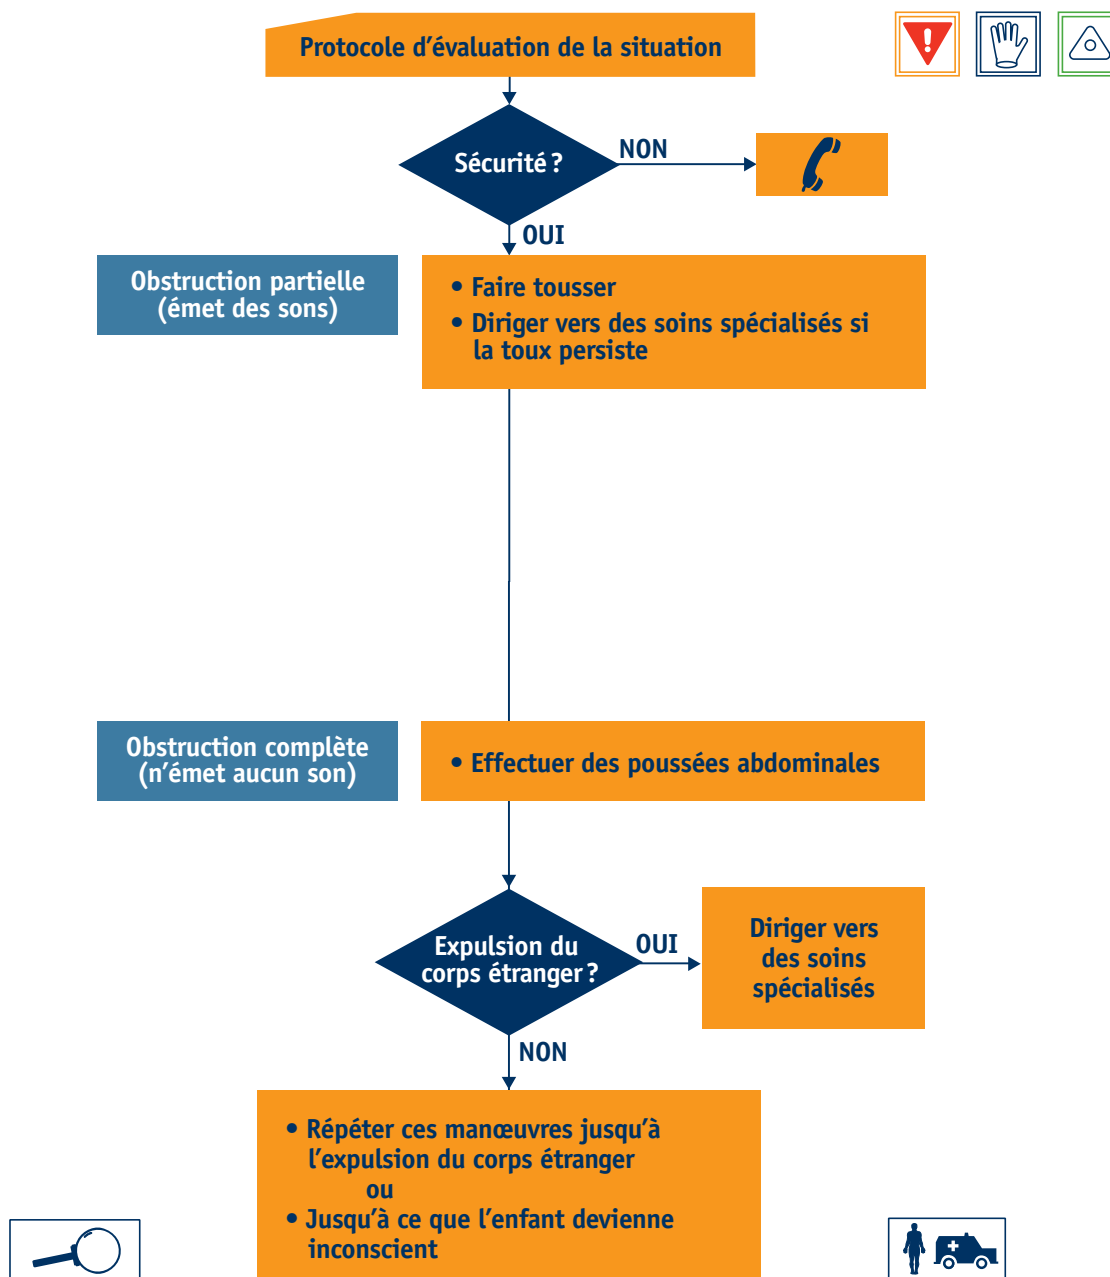 Protocole d'évaluation de la situation
Sécurité ?
NON
OUI
Obstruction partielle
(émet des sons)
• Faire tousser
• Diriger vers des soins spécialisés si
la toux persiste
Obstruction complète
(n'émet aucun son)
• Effectuer des poussées abdominales
Expulsion du
corps étranger ?
OUI
Diriger vers
des soins
spécialisés
NON
• Répéter ces manœuvres jusqu'à
l'expulsion du corps étranger
ou
• Jusqu'à ce que l'enfant devienne
inconscient